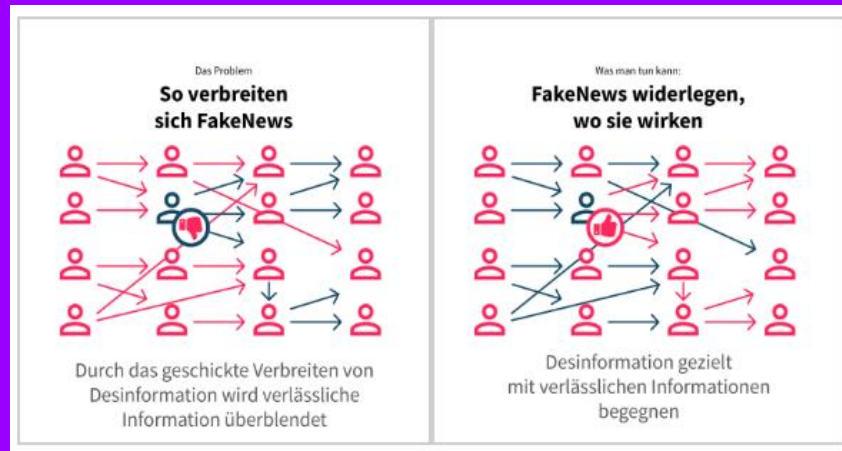 Das Problem
So verbreiten
sich FakeNews
Durch das geschickte Verbreiten von
Desinformation wird verlässliche
Information überblendet
Was man tun kann:
FakeNews widerlegen,
wo sie wirken
Desinformation gezielt
mit verlässlichen Informationen
begegnen